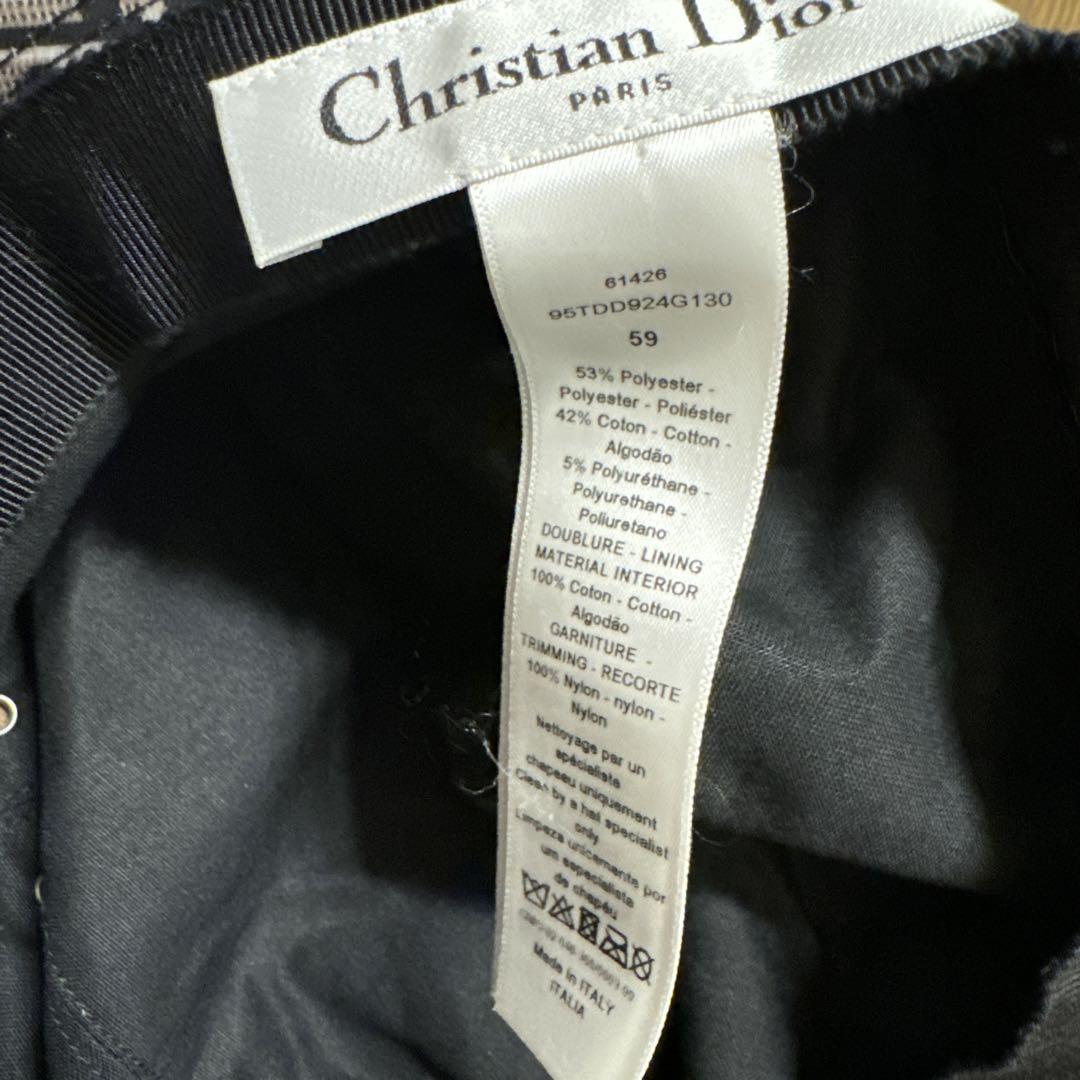 Christian Dior
PARIS
61426
95TDD924G130
59
53% Polyester -
Polyester - Poliéster
42% Coton - Cotton -
Algodão
5% Polyuréthane -
Polyurethane -
Poliuretano
DOUBLURE - LINING
MATERIAL INTERIOR
100% Coton - Cotton -
Algodão
GARNITURE -
TRIMMING - RECORTE
100% Nylon - nylon -
Nylon
Nettoyage par un
spécialiste
chapeau uniquement
Clean by a hat specialist
only
Limpeza unicamente por
um especialista
de chapéu
Made in ITALY
ITALIA